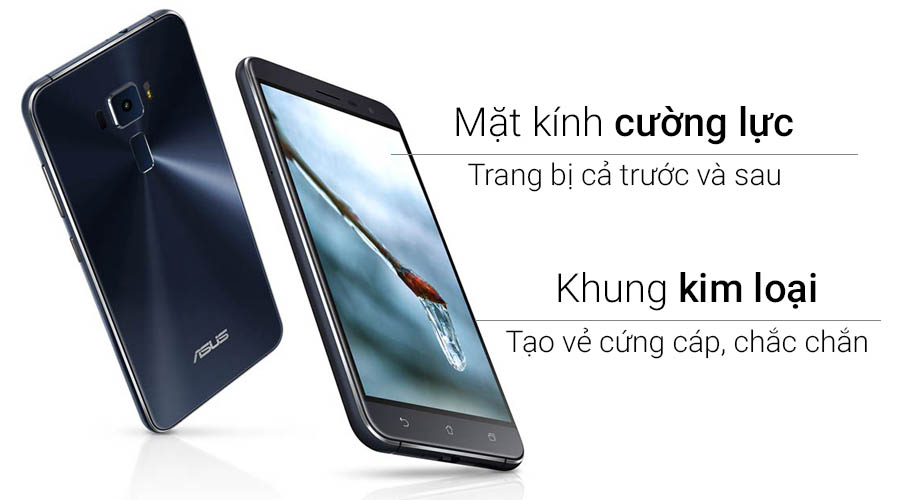 Mặt kính cường lực
Trang bị cả trước và sau
Khung kim loại
Tạo vẻ cứng cáp, chắc chắn
ASUS